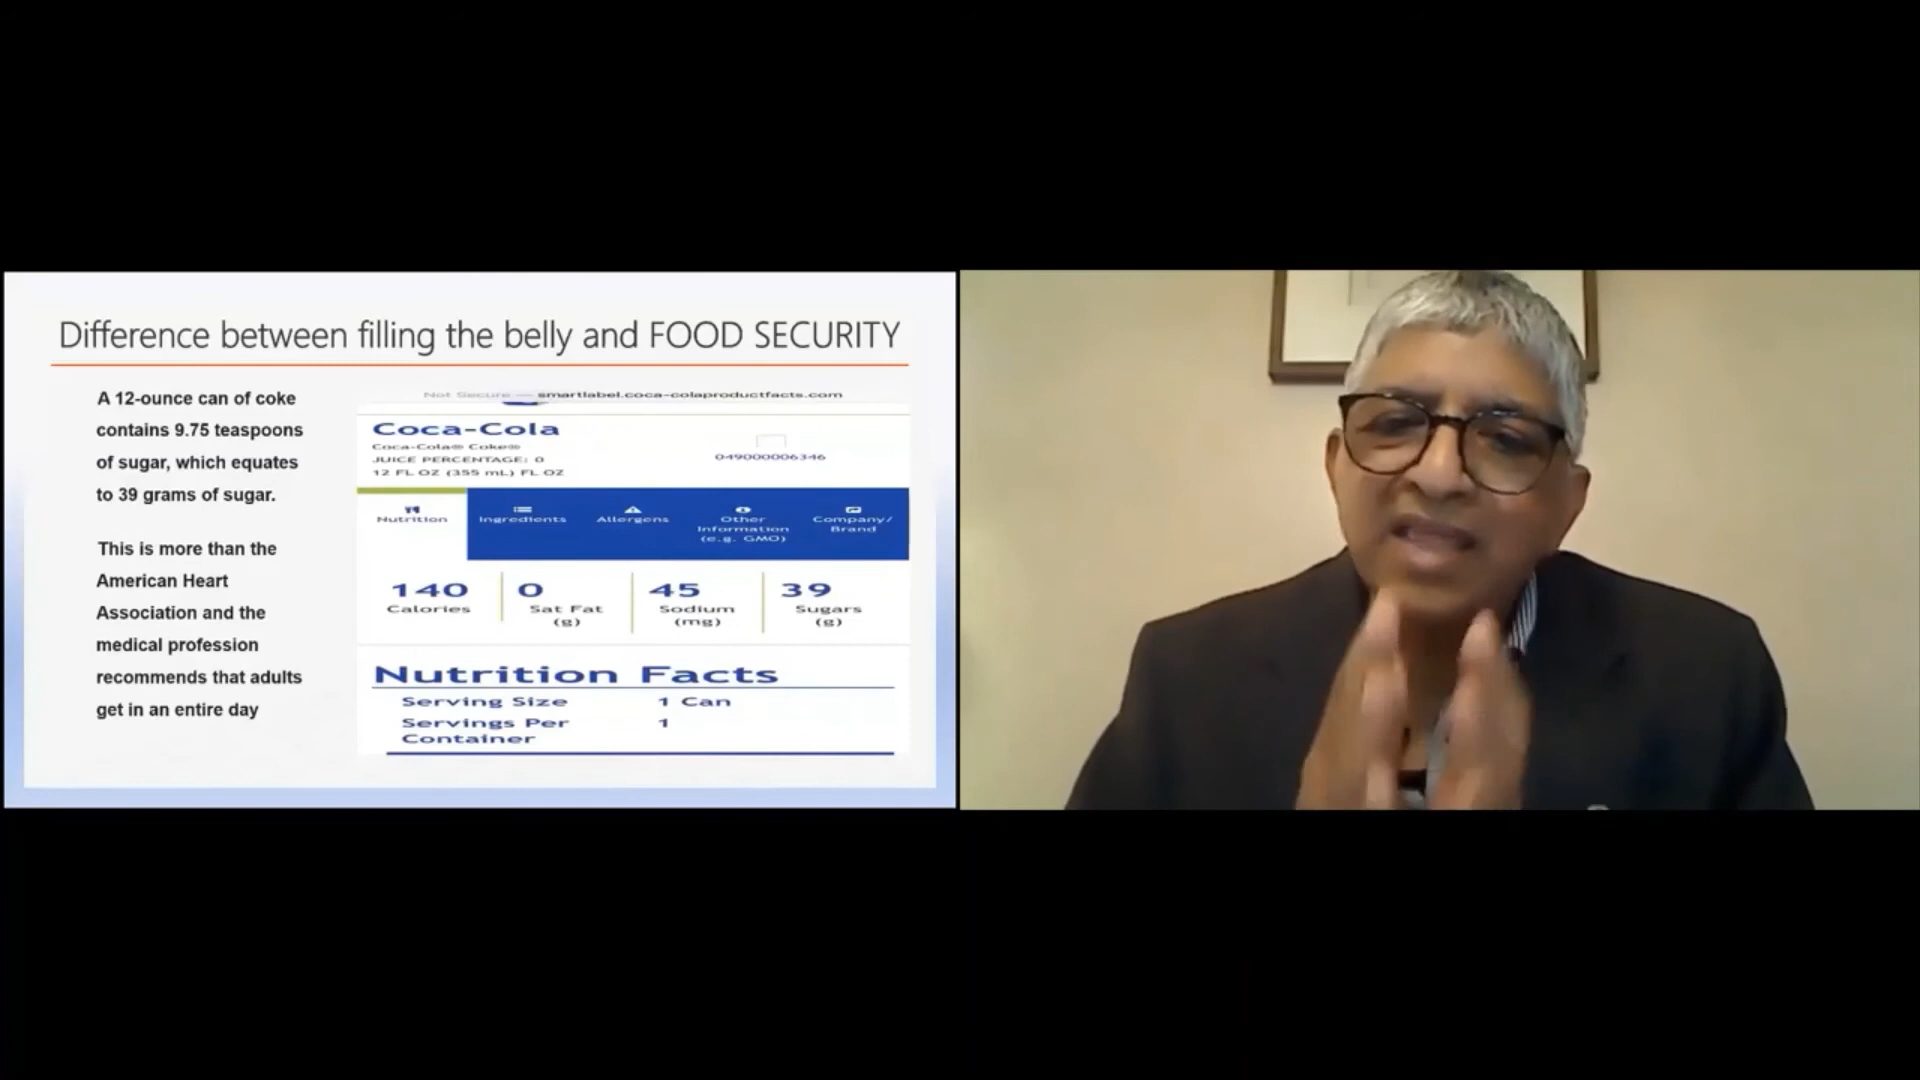 Difference between filling the belly and FOOD SECURITY
A 12-ounce can of coke
contains 9.75 teaspoons
of sugar, which equates
to 39 grams of sugar.
This is more than the
American Heart
Association and the
medical profession
recommends that adults
get in an entire day
Not Secure — smartlabel.coca-colaproductfacts.com
Coca-Cola
Coca-Cola® Coke®
JUICE PERCENTAGE: 0
12 FL OZ (355 mL) FL OZ
049000006346
Nutrition
Ingredients
Allergens
Other
Information
(e.g. GMO)
Company/
Brand
140
Calories
0
Sat Fat
(g)
45
Sodium
(mg)
39
Sugars
(g)
Nutrition Facts
Serving Size 1 Can
Servings Per 1
Container